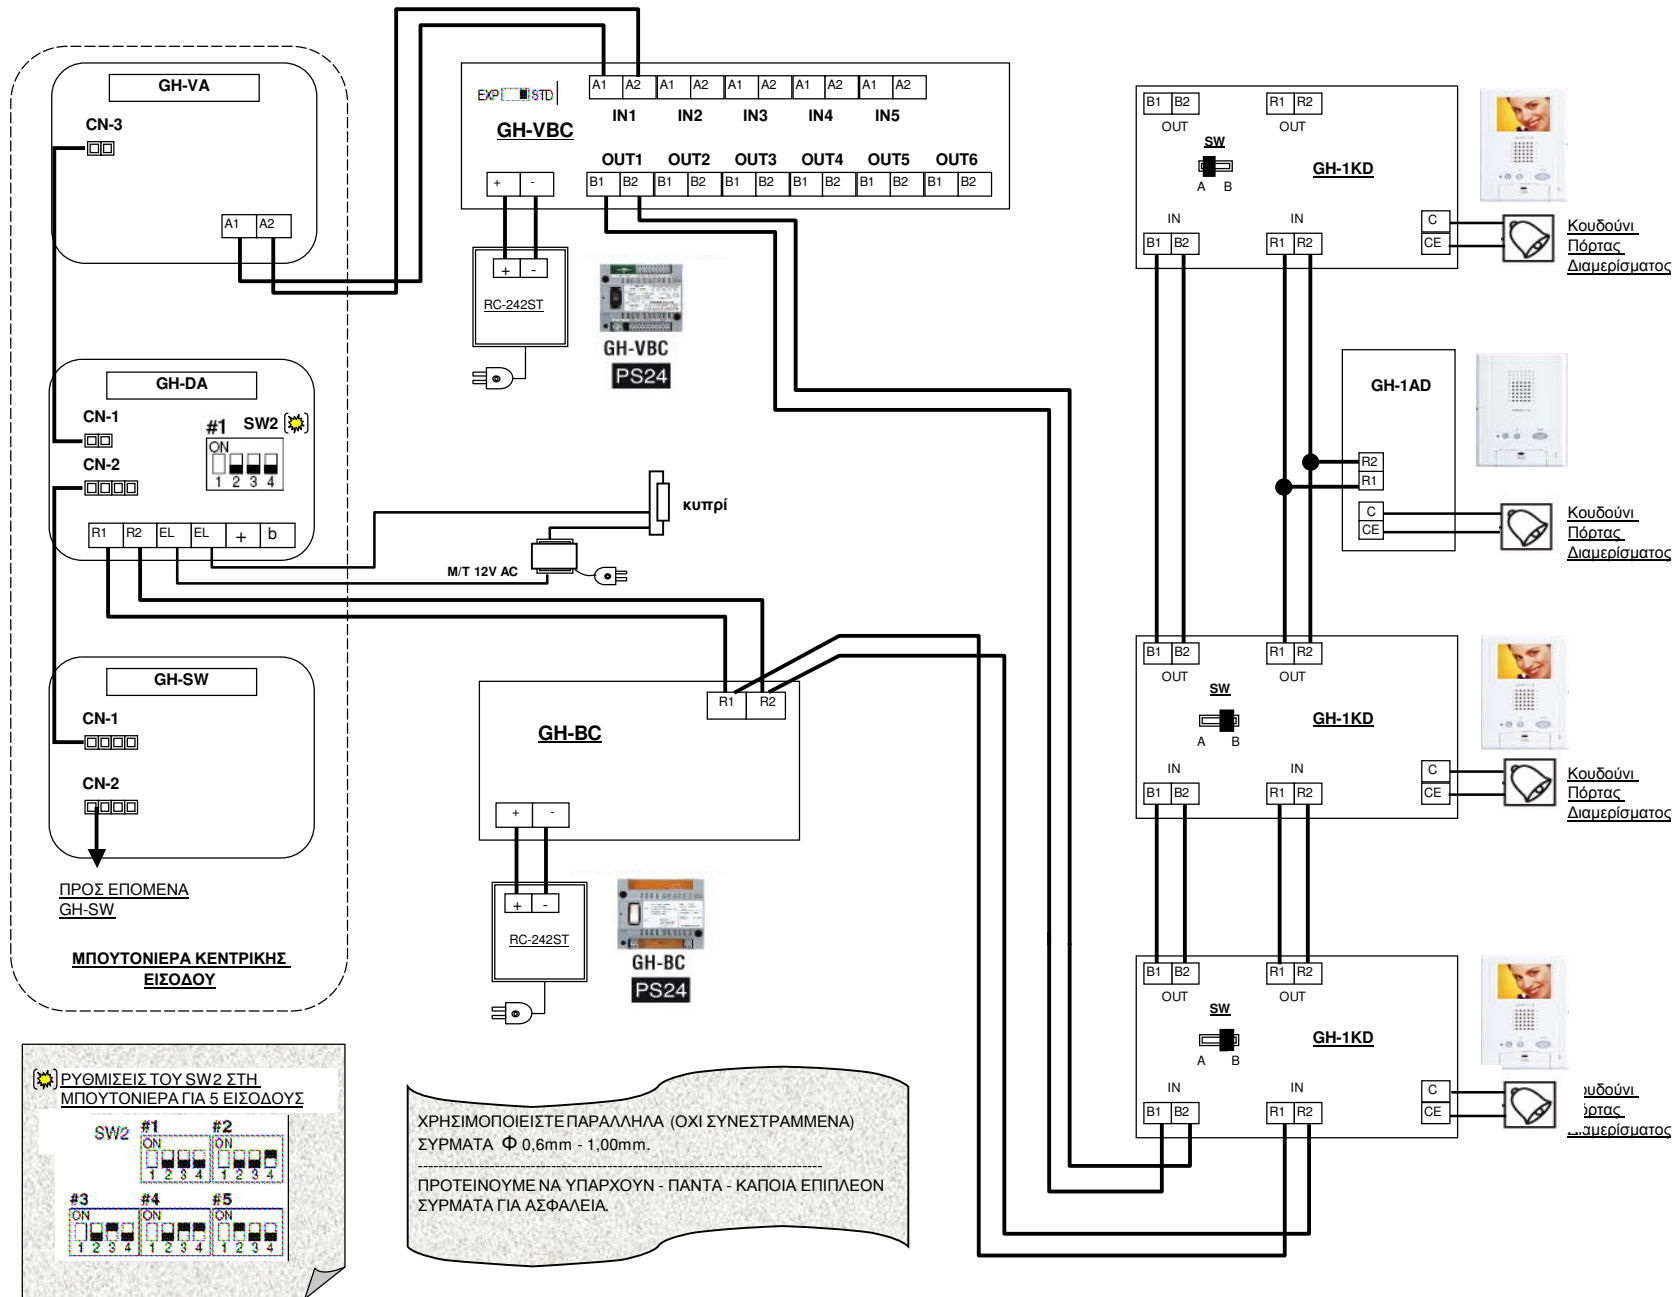 GH-VA
CN-3
A1 A2
GH-DA
CN-1
#1 SW2
ON
1 2 3 4
CN-2
R1 R2 EL EL + b
GH-SW
CN-1
CN-2
ΠΡΟΣ ΕΠΟΜΕΝΑ
GH-SW
ΜΠΟΥΤΟΝΙΕΡΑ ΚΕΝΤΡΙΚΗΣ
ΕΙΣΟΔΟΥ
EXP STD
GH-VBC
A1 A2 A1 A2 A1 A2 A1 A2 A1 A2
IN1 IN2 IN3 IN4 IN5
OUT1 OUT2 OUT3 OUT4 OUT5 OUT6
+ - B1 B2 B1 B2 B1 B2 B1 B2 B1 B2 B1 B2
+ -
RC-242ST
GH-VBC
PS24
κυπρί
M/T 12V AC
R1 R2
GH-BC
+ -
+ -
RC-242ST
GH-BC
PS24
B1 B2 R1 R2
OUT OUT
SW
A B
GH-1KD
IN IN
B1 B2 R1 R2
C
CE
Κουδούνι
Πόρτας
Διαμερίσματος
GH-1AD
R2
R1
C
CE
Κουδούνι
Πόρτας
Διαμερίσματος
B1 B2 R1 R2
OUT OUT
SW
A B
GH-1KD
IN IN
B1 B2 R1 R2
C
CE
Κουδούνι
Πόρτας
Διαμερίσματος
B1 B2 R1 R2
OUT OUT
SW
A B
GH-1KD
IN IN
B1 B2 R1 R2
C
CE
υδούνι
όρτας
αμερίσματος
ΡΥΘΜΙΣΕΙΣ ΤΟΥ SW2 ΣΤΗ
ΜΠΟΥΤΟΝΙΕΡΑ ΓΙΑ 5 ΕΙΣΟΔΟΥΣ
SW2 #1 #2
ON ON
1 2 3 4 1 2 3 4
#3 #4 #5
ON ON ON
1 2 3 4 1 2 3 4 1 2 3 4
ΧΡΗΣΙΜΟΠΟΙΕΙΣΤΕ ΠΑΡΑΛΛΗΛΑ (ΟΧΙ ΣΥΝΕΣΤΡΑΜΜΕΝΑ)
ΣΥΡΜΑΤΑ Φ 0,6mm - 1,00mm.
ΠΡΟΤΕΙΝΟΥΜΕ ΝΑ ΥΠΑΡΧΟΥΝ - ΠΑΝΤΑ - ΚΑΠΟΙΑ ΕΠΙΠΛΕΟΝ
ΣΥΡΜΑΤΑ ΓΙΑ ΑΣΦΑΛΕΙΑ.